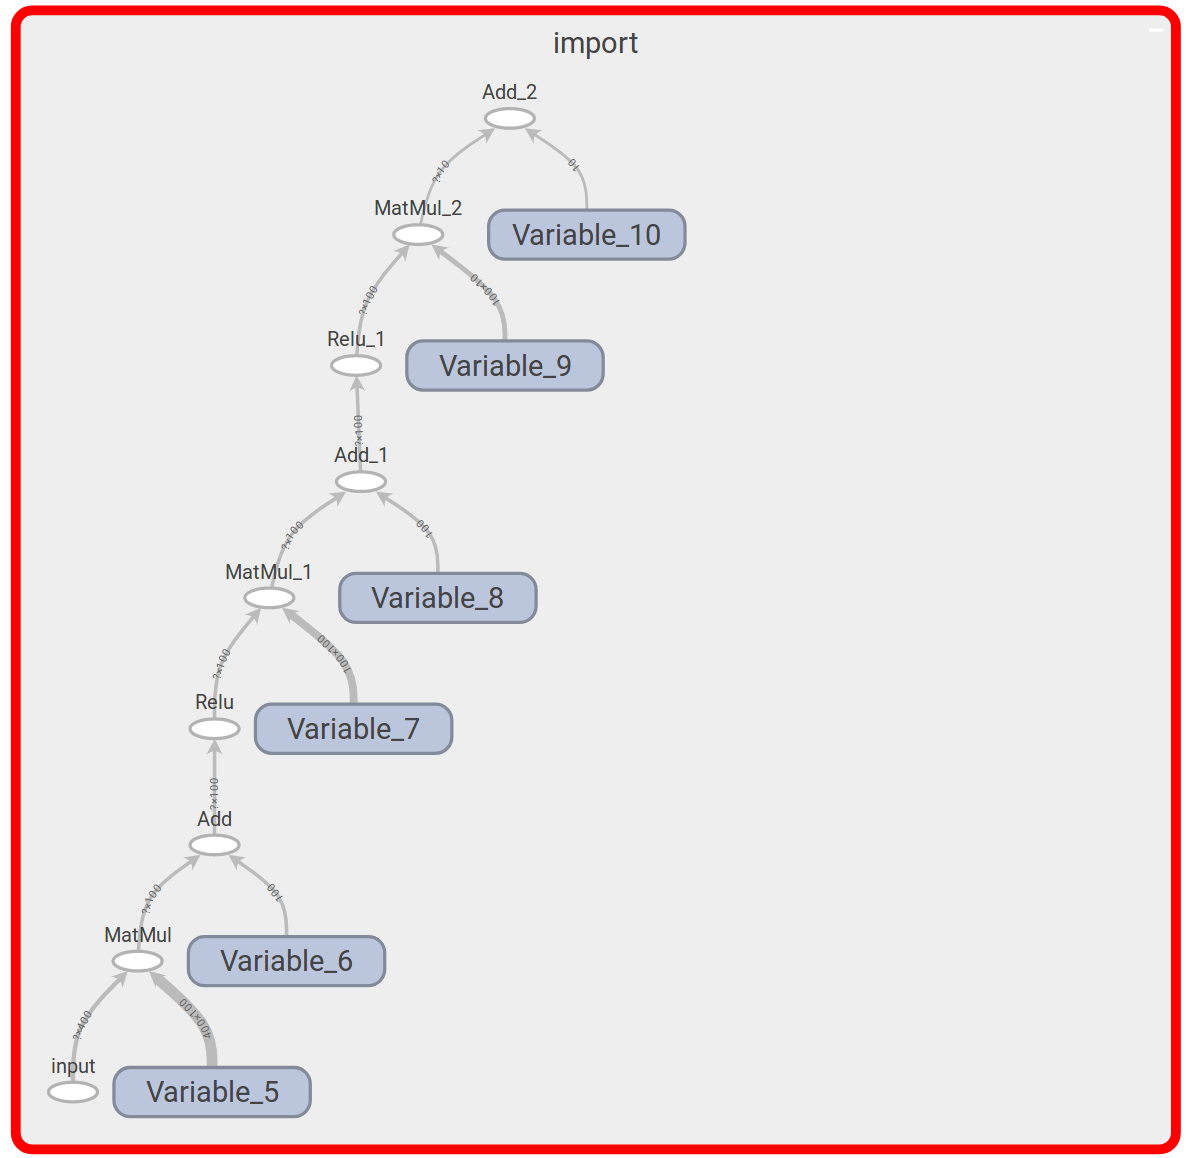 import
Add_2
?×10
10
MatMul_2
Variable_10
?×100
100×10
Relu_1
Variable_9
?×100
Add_1
?×100
100
MatMul_1
Variable_8
?×100
100×100
Relu
Variable_7
?×100
Add
?×100
100
MatMul
Variable_6
?×400
400×100
input
Variable_5